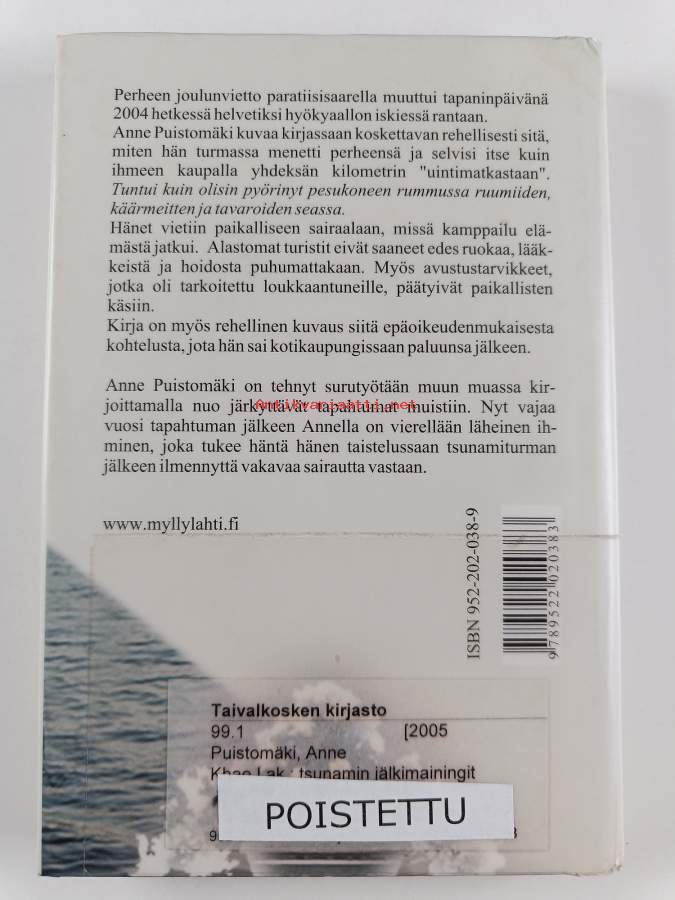 Perheen joulunvietto paratiisisaarella muuttui tapaninpäivänä
2004 hetkessä helvetiksi hyökyaallon iskiessä rantaan.
Anne Puistomäki kuvaa kirjassaan koskettavan rehellisesti sitä,
miten hän turmassa menetti perheensä ja selvisi itse kuin
ihmeen kaupalla yhdeksän kilometrin "uintimatkastaan".
Tuntui kuin olisin pyörinyt pesukoneen rummussa ruumiiden,
käärmeitten ja tavaroiden seassa.
Hänet vietiin paikalliseen sairaalaan, missä kamppailu elä-
mästä jatkui. Alastomat turistit eivät saaneet edes ruokaa, lääk-
keistä ja hoidosta puhumattakaan. Myös avustustarvikkeet,
jotka oli tarkoitettu loukkaantuneille, päätyivät paikallisten
käsiin.
Kirja on myös rehellinen kuvaus siitä epäoikeudenmukaisesta
kohtelusta, jota hän sai kotikaupungissaan paluunsa jälkeen.
Anne Puistomäki on tehnyt surutyötään muun muassa kir-
joittamalla nuo järkyttävät tapahtumat muistiin. Nyt vajaa
Antikvariaatti.net
vuosi tapahtuman jälkeen Annella on vierellään läheinen ih-
minen, joka tukee häntä hänen taistelussaan tsunamiturman
jälkeen ilmennyttä vakavaa sairautta vastaan.
www.myllylahti.fi
ISBN 952-202-038-9
9 789522 020383
Taivalkosken kirjasto
99.1 [2005
Puistomäki, Anne
Khao Lak : tsunamin jälkimainingit
POISTETTU